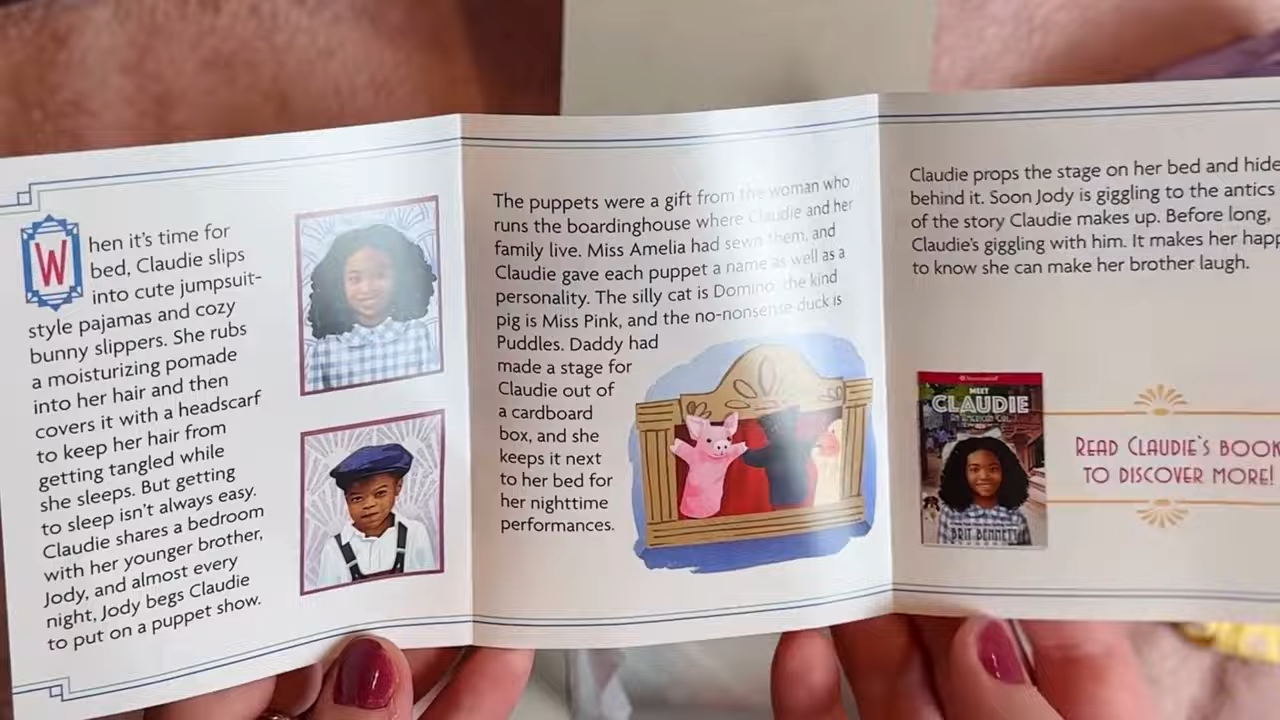 When it's time for
bed, Claudie slips
into cute jumpsuit-
style pajamas and cozy
bunny slippers. She rubs
a moisturizing pomade
into her hair and then
covers it with a headscarf
to keep her hair from
getting tangled while
she sleeps. But getting
to sleep isn't always easy.
Claudie shares a bedroom
with her younger brother,
Jody, and almost every
night, Jody begs Claudie
to put on a puppet show.
The puppets were a gift from the woman who
runs the boardinghouse where Claudie and her
family live. Miss Amelia had sewn them, and
Claudie gave each puppet a name as well as a
personality. The silly cat is Domino, the kind
pig is Miss Pink, and the no-nonsense duck is
Puddles. Daddy had
made a stage for
Claudie out of
a cardboard
box, and she
keeps it next
to her bed for
her nighttime
performances.
Claudie props the stage on her bed and hide
behind it. Soon Jody is giggling to the antics
of the story Claudie makes up. Before long,
Claudie's giggling with him. It makes her happ
to know she can make her brother laugh.
MEET
CLAUDIE
BRIT BENNETT
READ CLAUDIE'S BOOK
TO DISCOVER MORE!